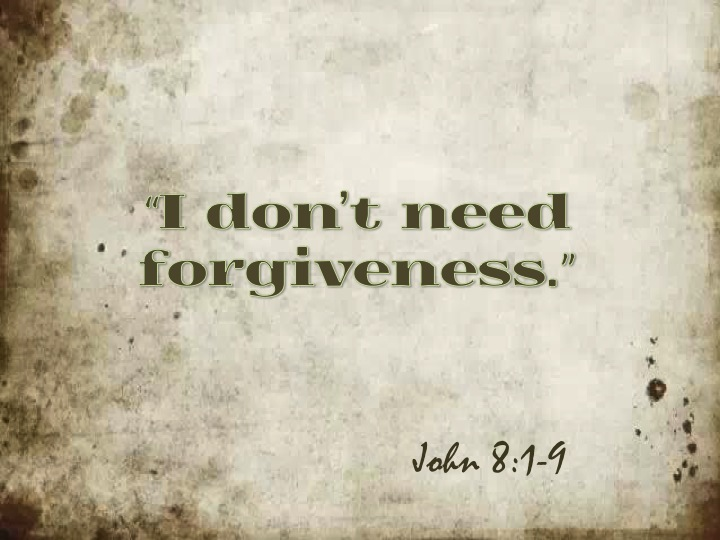 “I don’t need
forgiveness.”
John 8:1-9